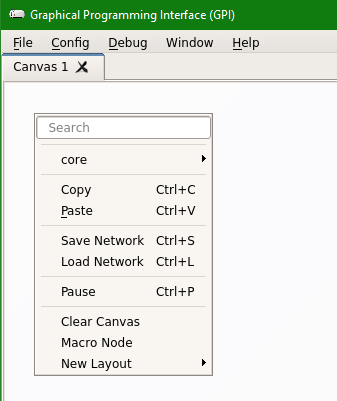 Graphical Programming Interface (GPI)
File Config Debug Window Help
Canvas 1
Search
core
Copy Ctrl+C
Paste Ctrl+V
Save Network Ctrl+S
Load Network Ctrl+L
Pause Ctrl+P
Clear Canvas
Macro Node
New Layout